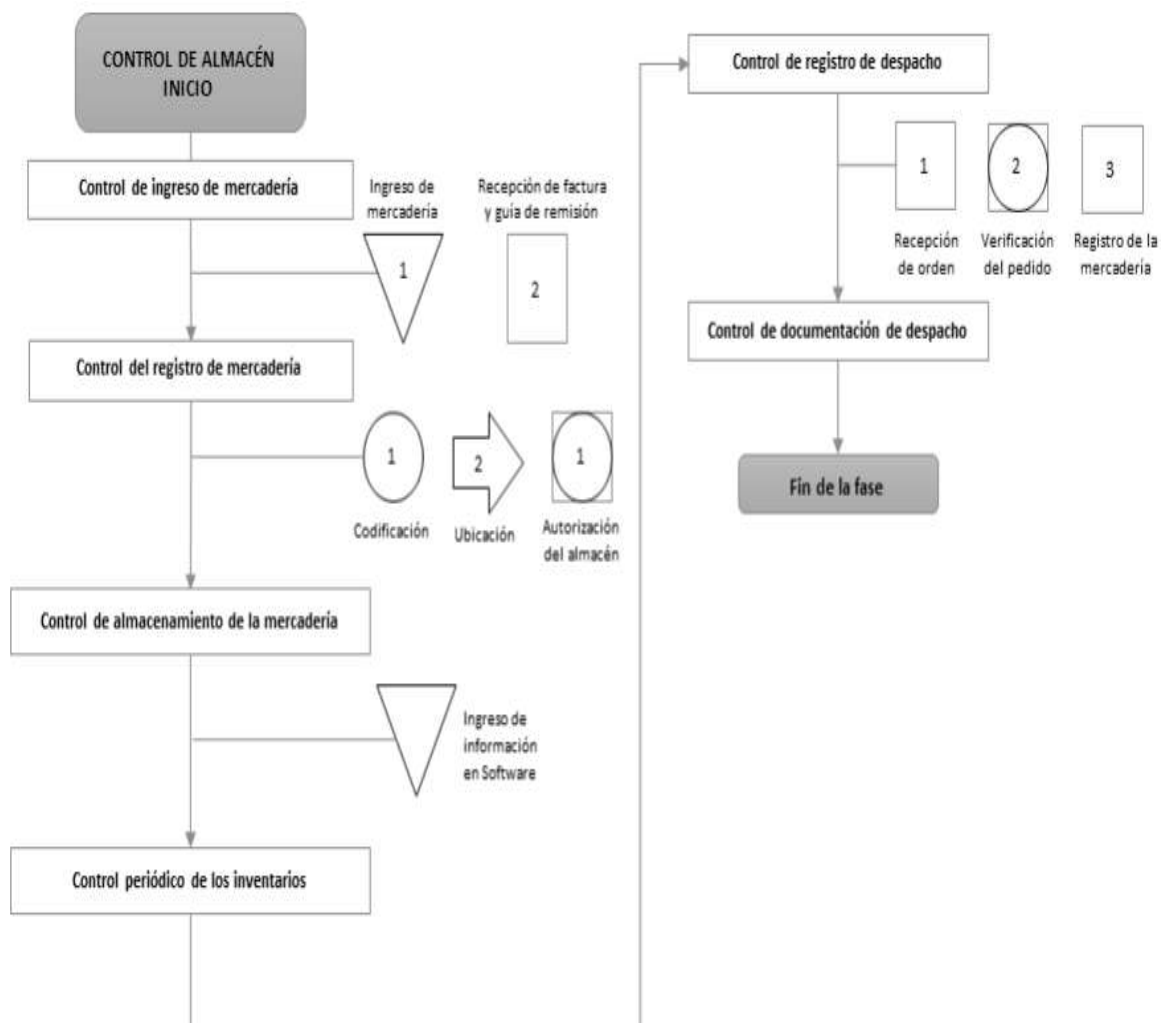 CONTROL DE ALMACÉN
INICIO
Control de ingreso de mercadería
Ingreso de
mercadería
1
Recepción de factura
y guía de remisión
2
Control del registro de mercadería
1
Codificación
2
Ubicación
1
Autorización
del almacén
Control de almacenamiento de la mercadería
Ingreso de
información
en Software
Control periódico de los inventarios
Control de registro de despacho
1
Recepción
de orden
2
Verificación
del pedido
3
Registro de la
mercadería
Control de documentación de despacho
Fin de la fase